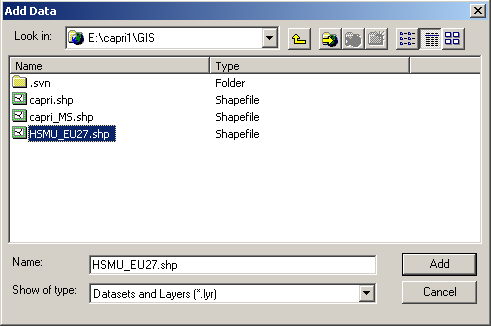 Add Data
Look in: E:\capri1\GIS
Name Type
.svn Folder
capri.shp Shapefile
capri_MS.shp Shapefile
HSMU_EU27.shp Shapefile
Name: HSMU_EU27.shp Add
Show of type: Datasets and Layers (*.lyr) Cancel